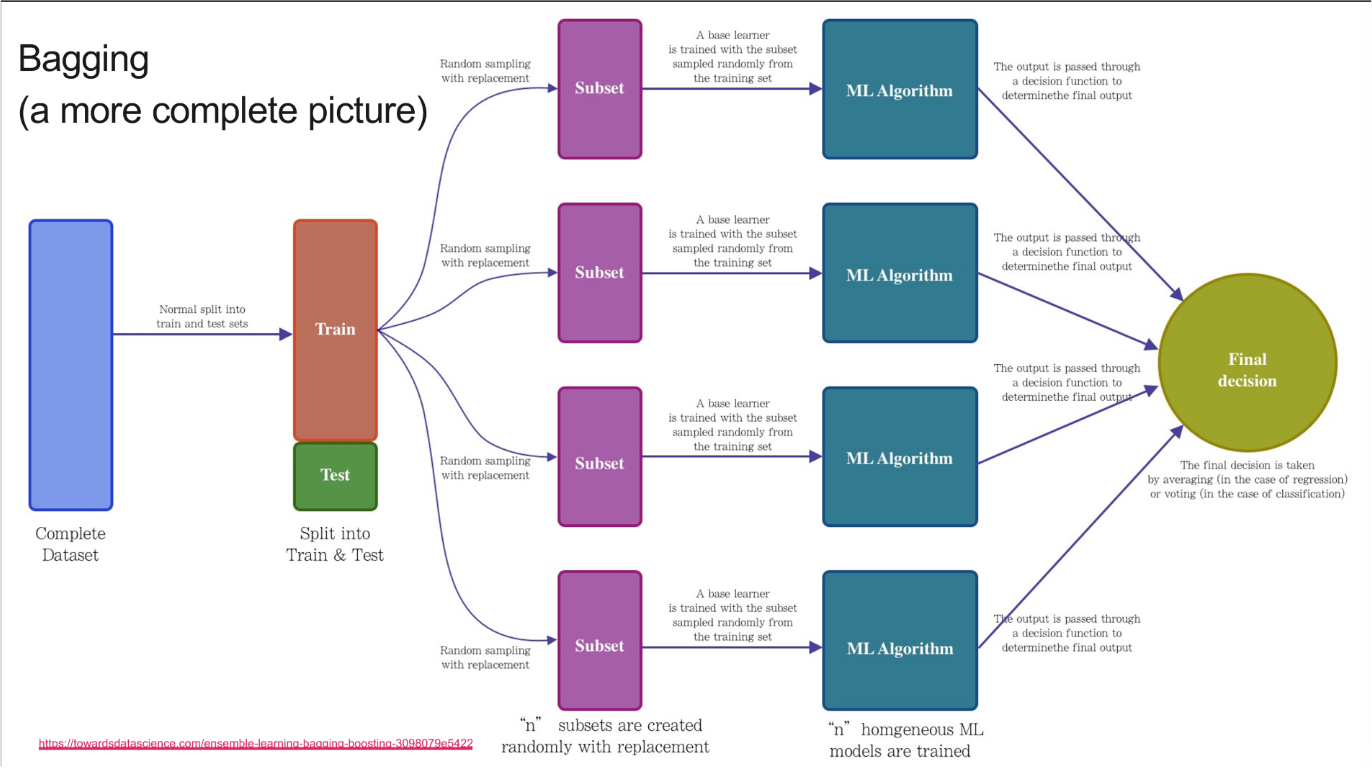 Bagging
(a more complete picture)
Complete
Dataset
Normal split into
train and test sets
Train
Test
Split into
Train & Test
Random sampling
with replacement
Subset
A base learner
is trained with the subset
sampled randomly from
the training set
ML Algorithm
The output is passed through
a decision function to
determinethe final output
Random sampling
with replacement
Subset
A base learner
is trained with the subset
sampled randomly from
the training set
ML Algorithm
The output is passed through
a decision function to
determinethe final output
Random sampling
with replacement
Subset
A base learner
is trained with the subset
sampled randomly from
the training set
ML Algorithm
The output is passed through
a decision function to
determinethe final output
Random sampling
with replacement
Subset
A base learner
is trained with the subset
sampled randomly from
the training set
ML Algorithm
The output is passed through
a decision function to
determinethe final output
“n” subsets are created
randomly with replacement
“n” homgeneous ML
models are trained
Final
decision
The final decision is taken
by averaging (in the case of regression)
or voting (in the case of classification)
https://towardsdatascience.com/ensemble-learning-bagging-boosting-3098079e5422